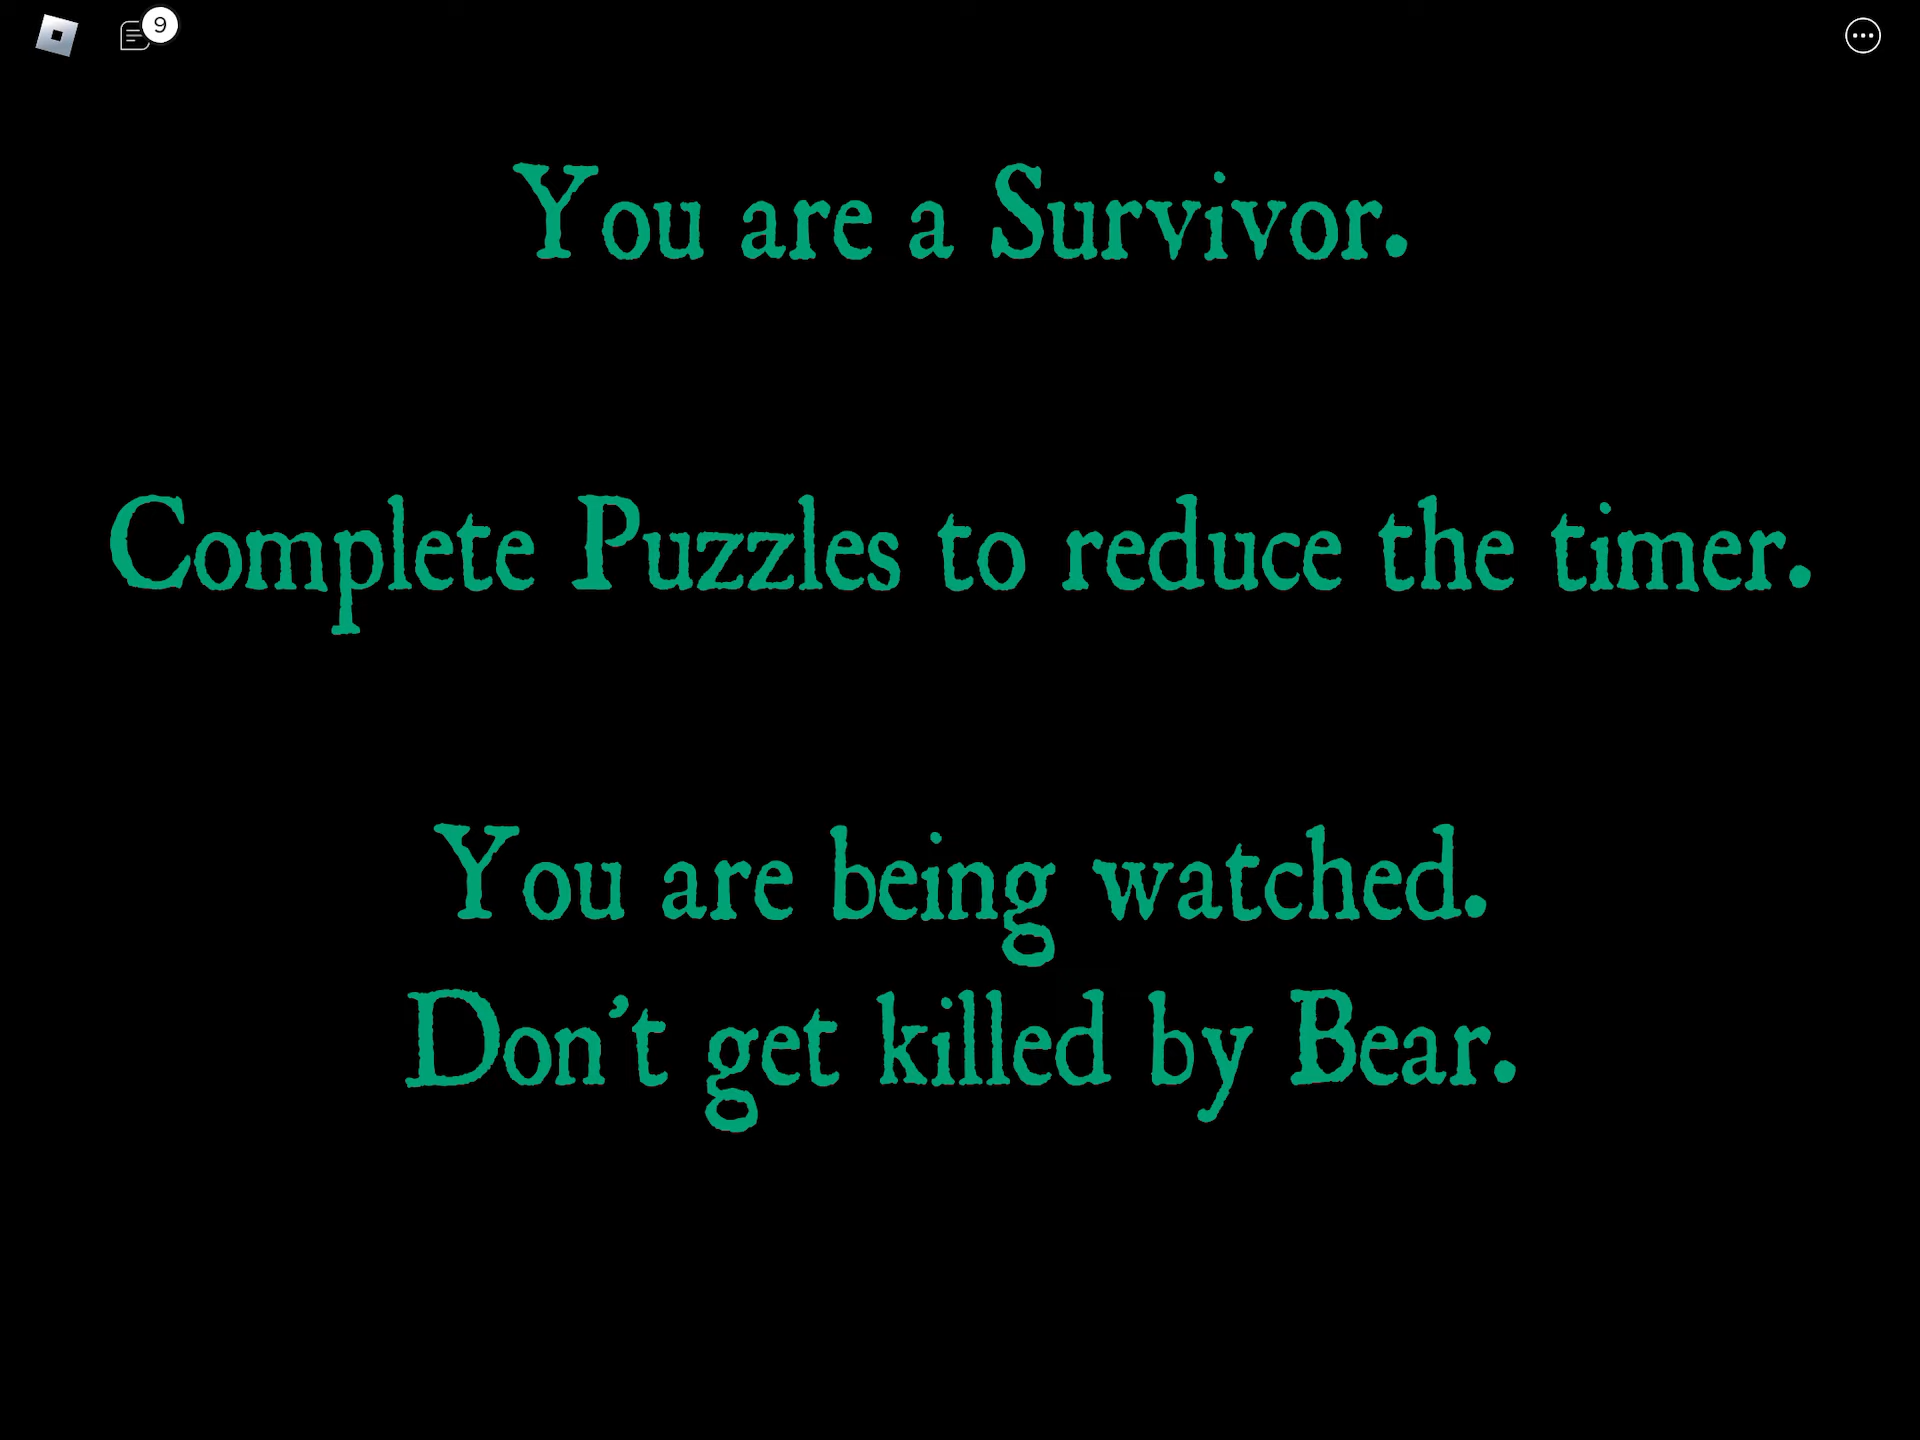 9
You are a Survivor.
Complete Puzzles to reduce the timer.
You are being watched.
Don't get killed by Bear.